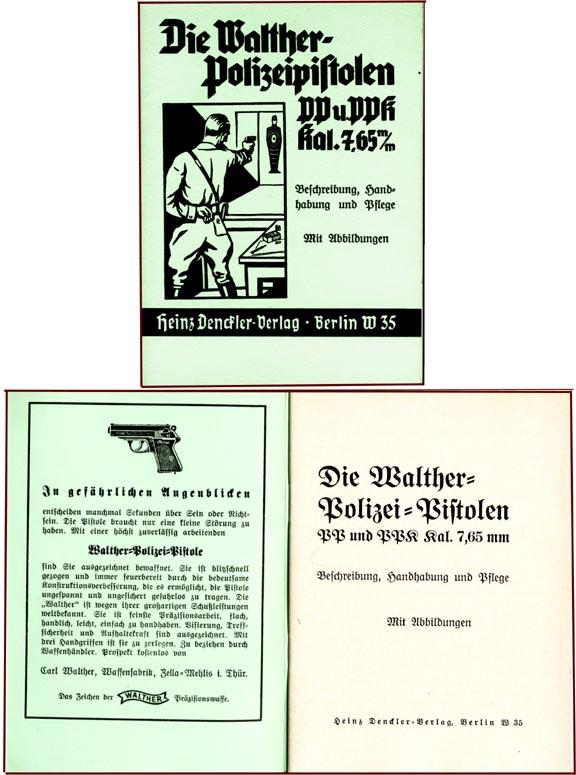 Die Walther-
Polizeipistolen
PP u. PPK
Kal. 7,65 m/m
Beschreibung, Hand-
habung und Pflege
Mit Abbildungen
Heinz Denckler-Verlag · Berlin W 35
In gefährlichen Augenblicken
entscheiden manchmal Sekunden über Sein oder Nicht-
sein. Die Pistole braucht nur eine kleine Störung zu
haben. Mit einer höchst zuverlässig arbeitenden
Walther-Polizei-Pistole
sind Sie ausgezeichnet bewaffnet. Sie ist blitzschnell
gezogen und immer feuerbereit durch die bedeutsame
Konstruktionsverbesserung, die es ermöglicht, die Pistole
ungespannt und ungesichert gefahrlos zu tragen. Die
„Walther" ist wegen ihrer großartigen Schußleistungen
weltbekannt. Sie ist feinste Präzisionsarbeit, flach,
handlich, leicht, einfach zu handhaben. Visierung, Treff-
sicherheit und Aufhaltekraft sind ausgezeichnet. Mit
drei Handgriffen ist sie zu zerlegen. Zu beziehen durch
Waffenhändler. Prospekt kostenlos von
Carl Walther, Waffenfabrik, Zella-Mehlis i. Thür.
Das Zeichen der WALTHER Präzisionswaffe.
Die Walther-
Polizei-Pistolen
PP und PPK Kal. 7,65 mm
Beschreibung, Handhabung und Pflege
Mit Abbildungen
Heinz Denckler-Verlag, Berlin W 35